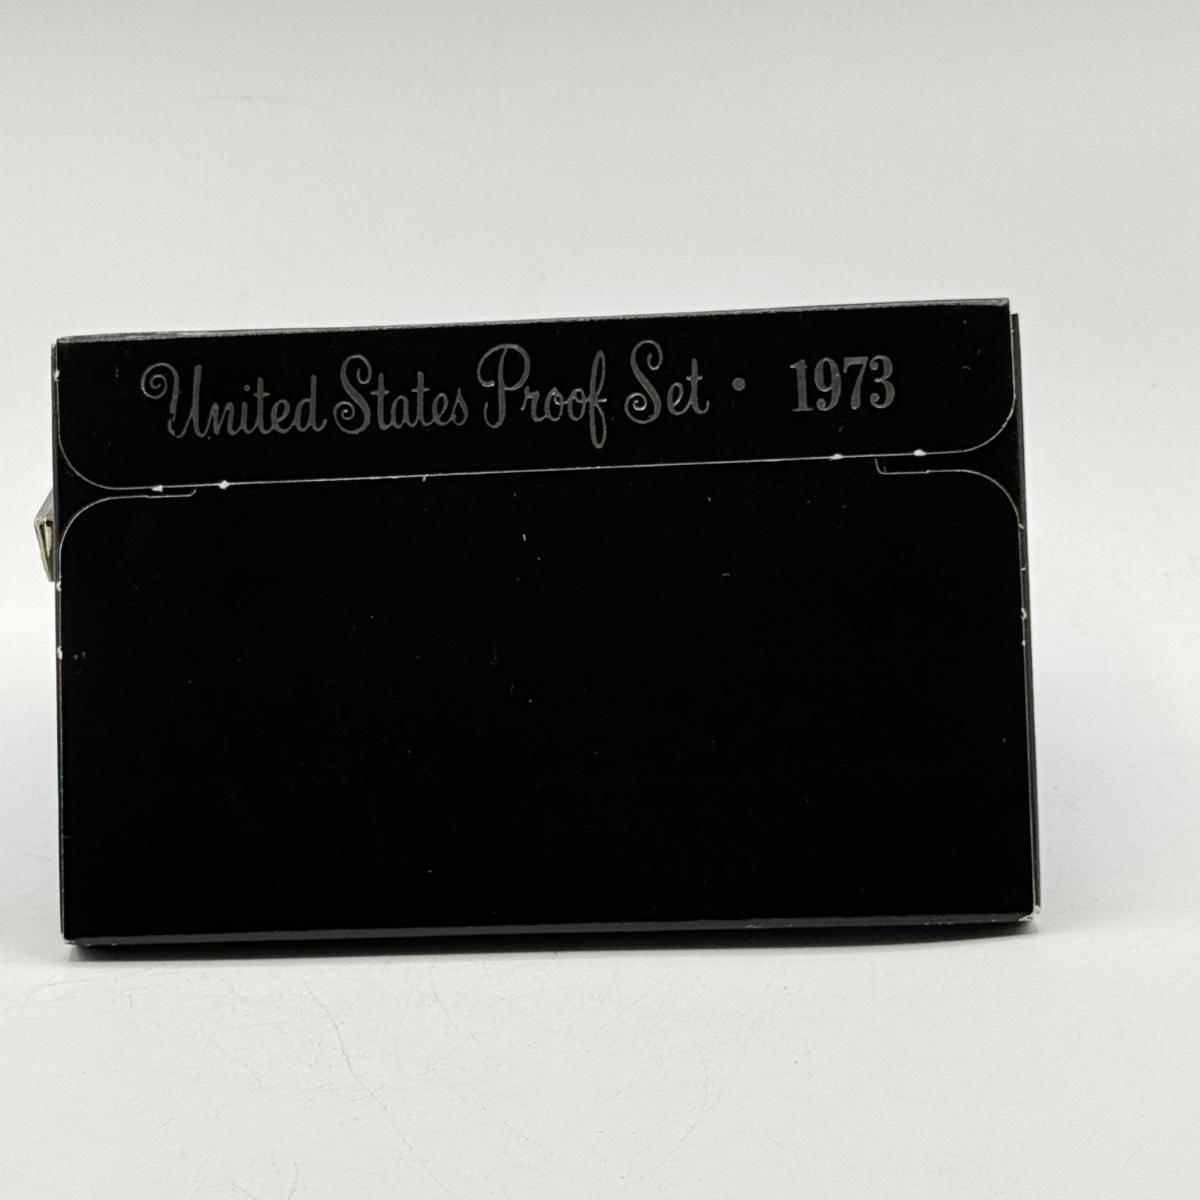 United States Proof Set • 1973